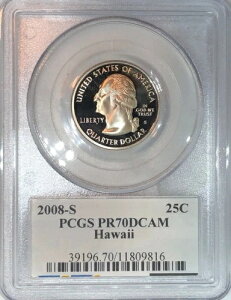 UNITED STATES OF AMERICA
LIBERTY
IN GOD WE
TRUST
S
QUARTER DOLLAR
2008-S 25C
PCGS PR70DCAM
Hawaii
39196.70/11809816